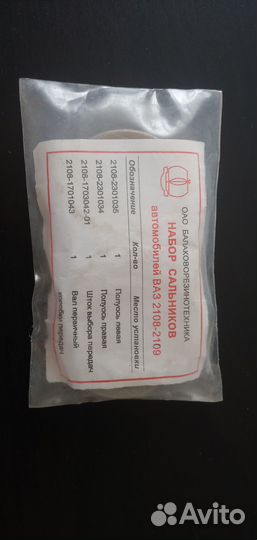 ОАО БАЛАКОВОРЕЗИНОТЕХНИКА
НАБОР САЛЬНИКОВ
автомобилей ВАЗ 2108-2109
Обозначение Кол-во Место установки
2108-2301035 1 Полуось левая
2108-2301034 1 Полуось правая
2108-1703042-01 1 Шток выбора передач
2108-1701043 1 Вал первичный
коробки передач
Avito